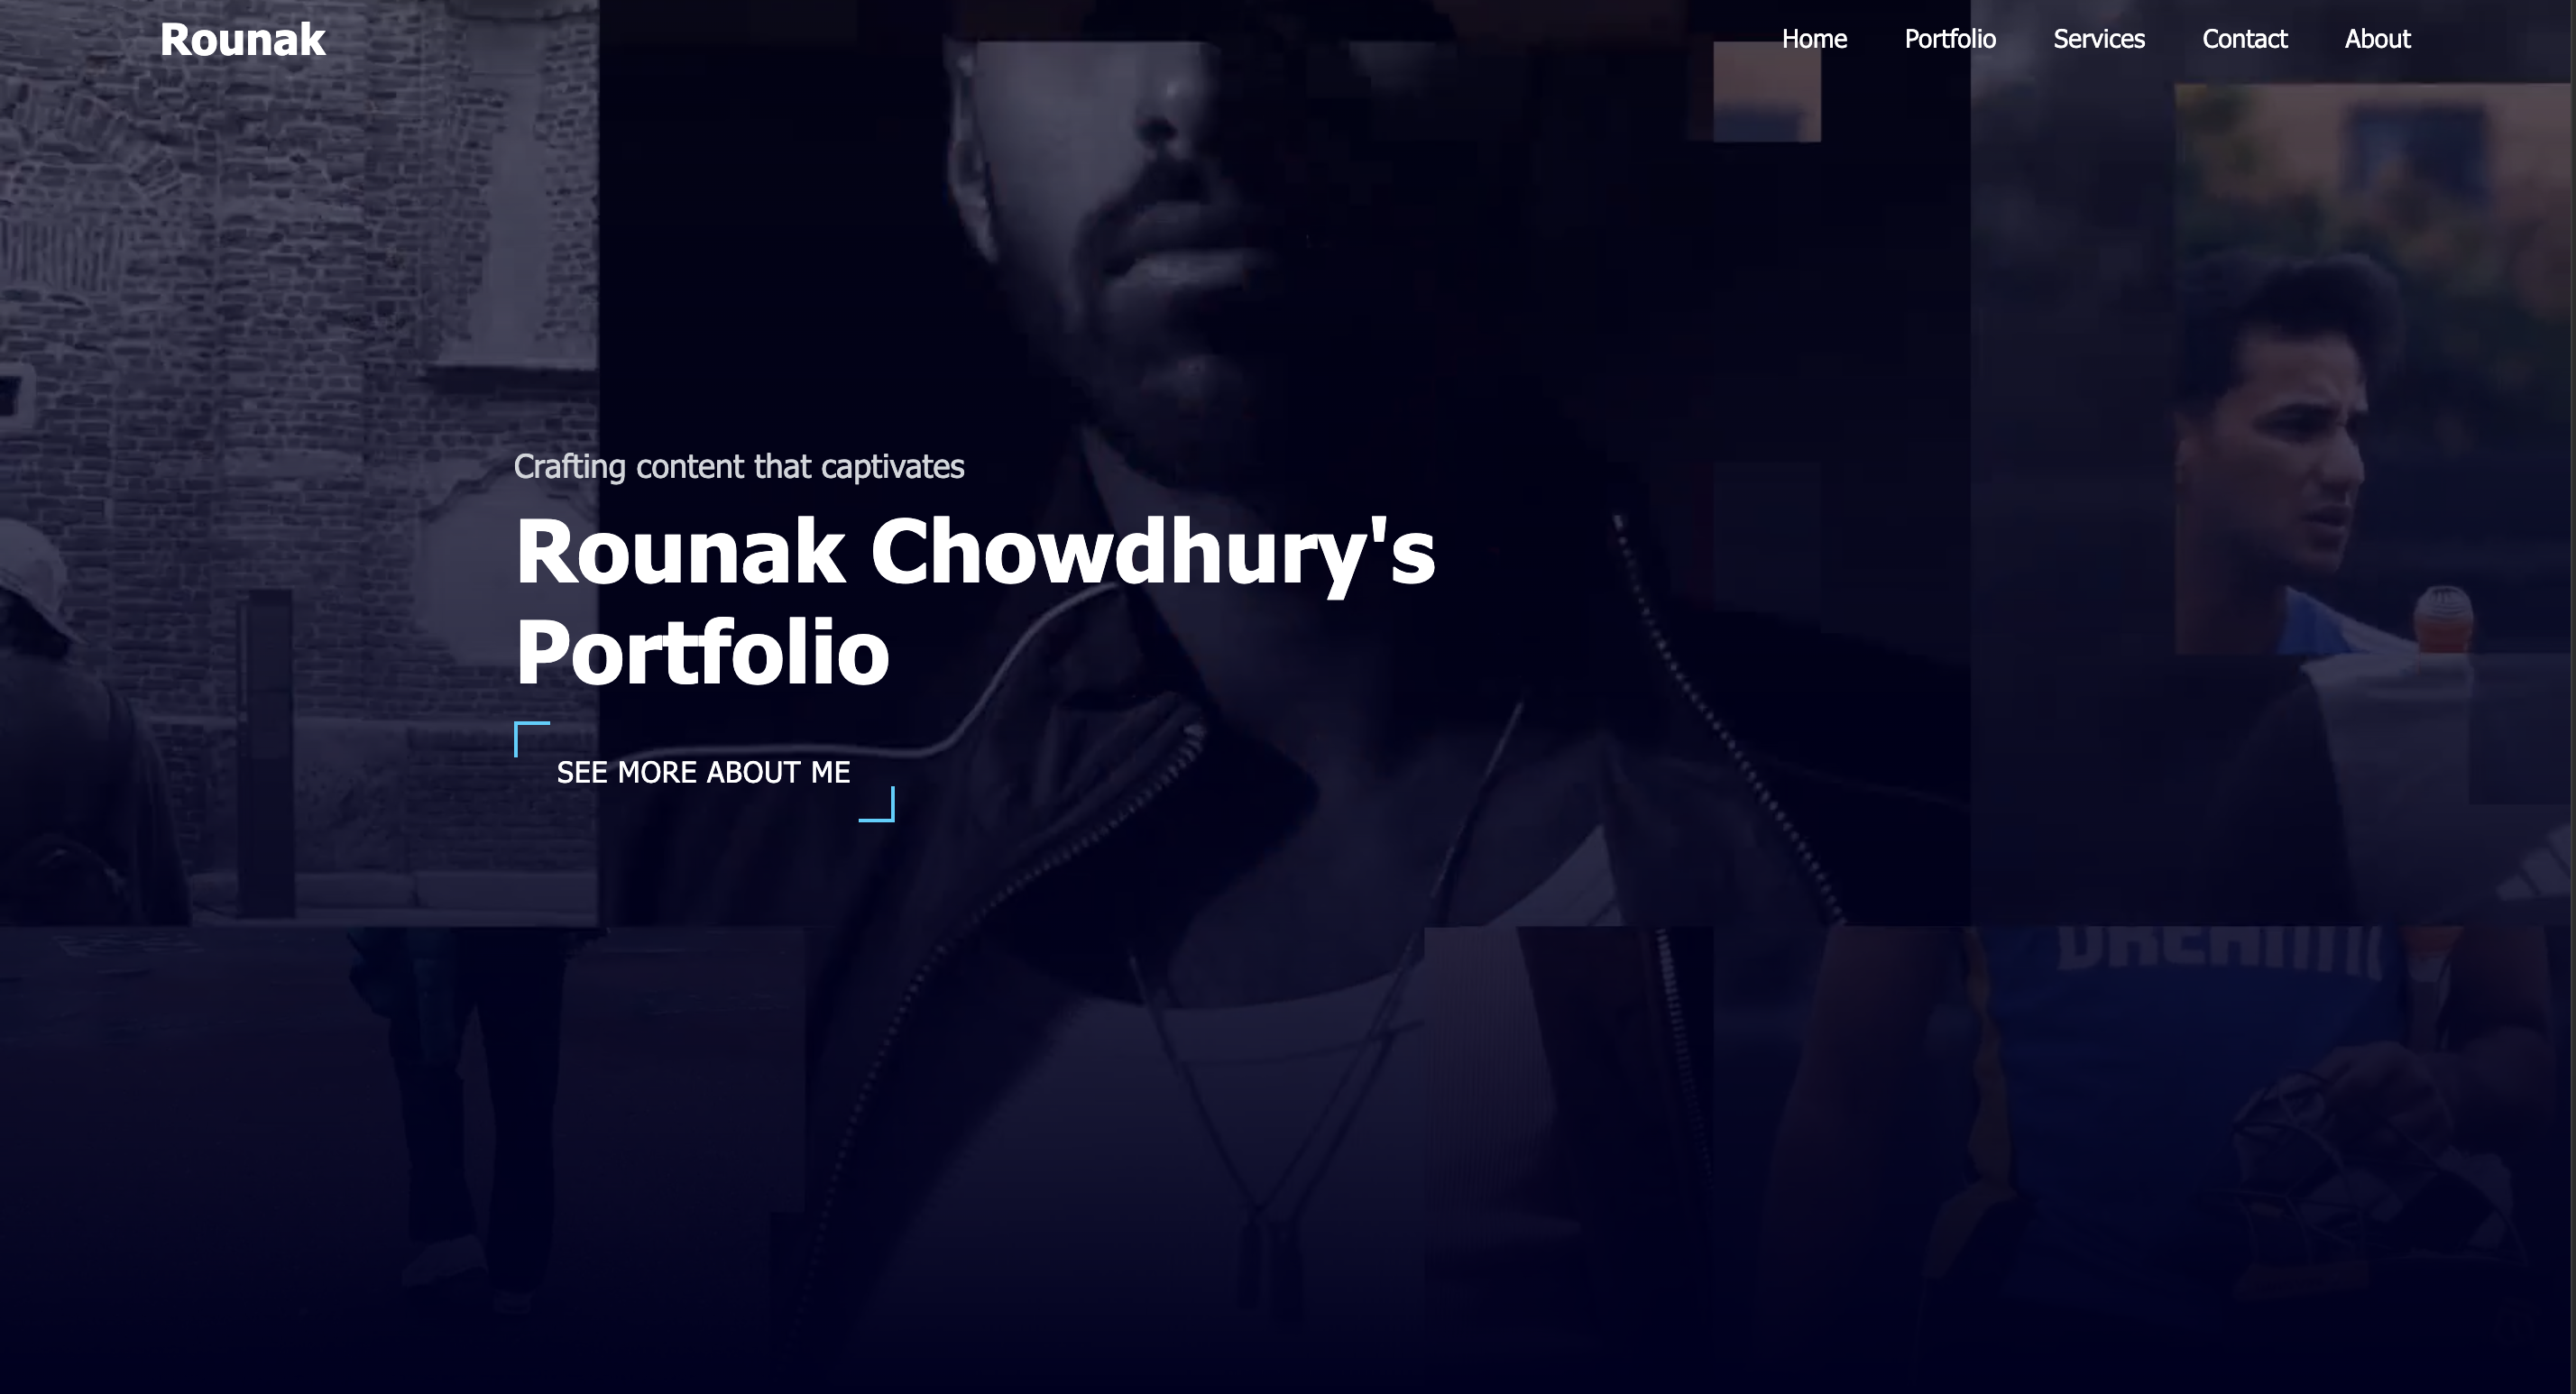 Rounak
Home Portfolio Services Contact About
Crafting content that captivates
Rounak Chowdhury's
Portfolio
SEE MORE ABOUT ME